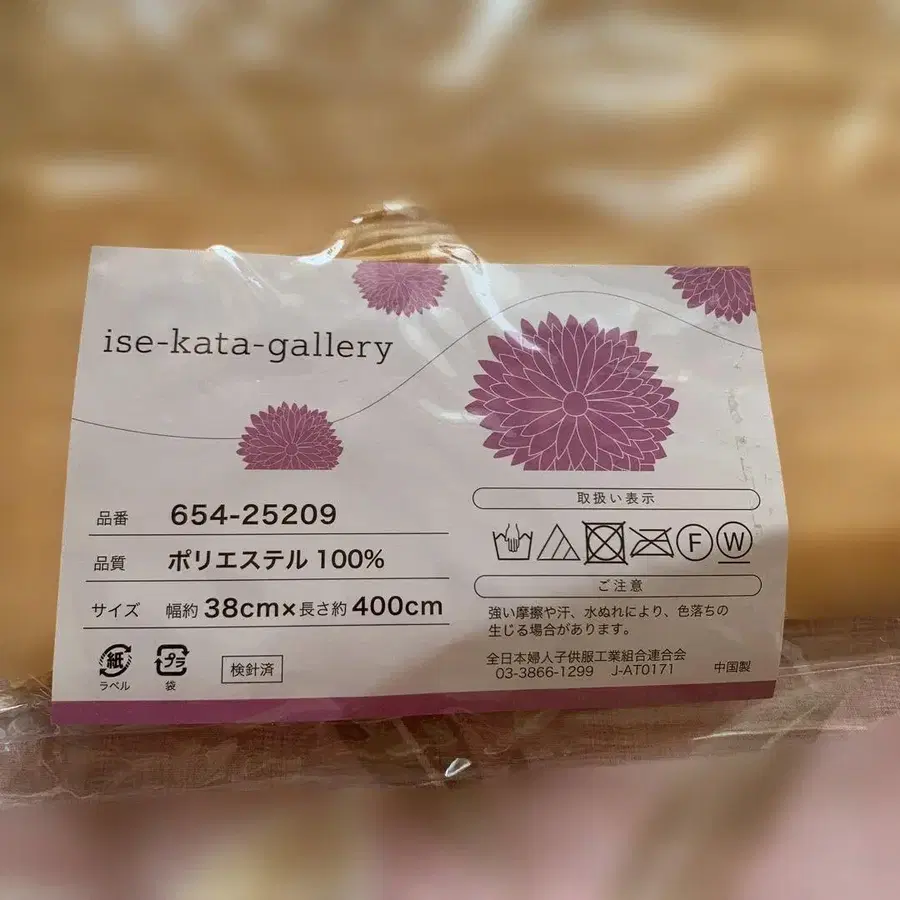 ise-kata-gallery
品番 654-25209
品質 ポリエステル 100%
サイズ 幅約 38cm×長さ約 400cm
紙
ラベル
プラ
袋
検針済
取扱い表示
F W
ご注意
強い摩擦や汗、水ぬれにより、色落ちの
生じる場合があります。
全日本婦人子供服工業組合連合会
03-3866-1299 J-AT0171 中国製